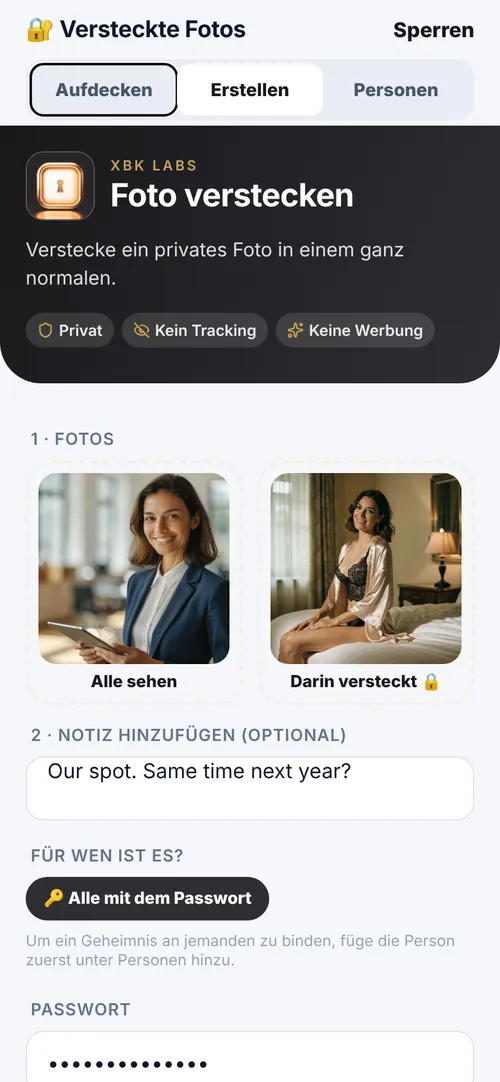 🔐 Versteckte Fotos
Sperren
Aufdecken
Erstellen
Personen
XBK LABS
Foto verstecken
Verstecke ein privates Foto in einem ganz
normalen.
Privat
Kein Tracking
Keine Werbung
1 · FOTOS
Alle sehen
Darin versteckt 🔒
2 · NOTIZ HINZUFÜGEN (OPTIONAL)
Our spot. Same time next year?
FÜR WEN IST ES?
🔑 Alle mit dem Passwort
Um ein Geheimnis an jemanden zu binden, füge die Person
zuerst unter Personen hinzu.
PASSWORT
••••••••••••••